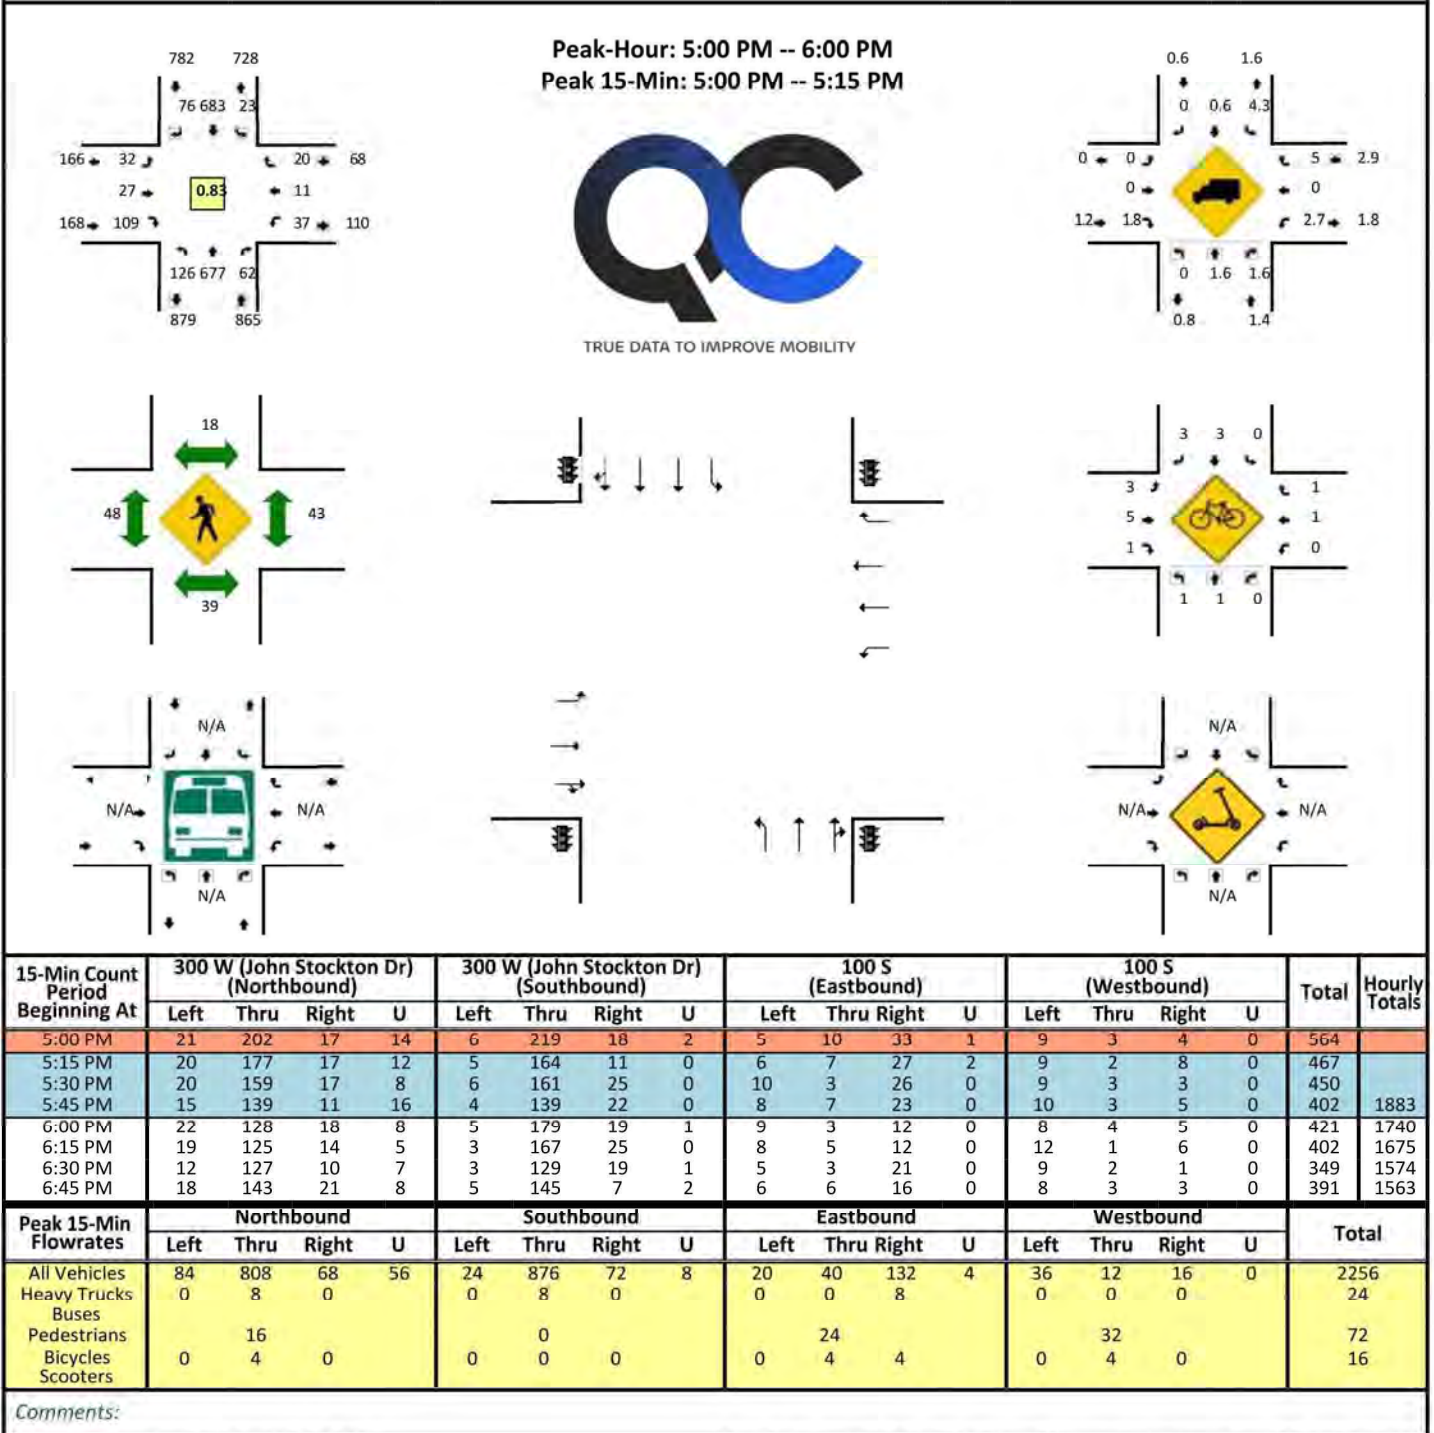 Peak-Hour: 5:00 PM -- 6:00 PM
Peak 15-Min: 5:00 PM -- 5:15 PM
782 728
76 683 23
166 32 20 68
27 0.83 11
168 109 37 110
126 677 62
879 865
QC
TRUE DATA TO IMPROVE MOBILITY
0.6 1.6
0 0.6 4.3
0 0 5 2.9
0 0
1.2 1.8 2.7 1.8
0 1.6 1.6
0.8 1.4
18
48 43
39
3 3 0
3 1
5 1
1 0
1 1 0
N/A
N/A N/A
N/A
N/A
N/A N/A
N/A
15-Min Count Period Beginning At 300 W (John Stockton Dr) (Northbound) 300 W (John Stockton Dr) (Southbound) 100 S (Eastbound) 100 S (Westbound) Total Hourly Totals
Left Thru Right U Left Thru Right U Left Thru Right U Left Thru Right U
5:00 PM 21 202 17 14 6 219 18 2 5 10 33 1 9 3 4 0 564
5:15 PM 20 177 17 12 5 164 11 0 6 7 27 2 9 2 8 0 467
5:30 PM 20 159 17 8 6 161 25 0 10 3 26 0 9 3 3 0 450
5:45 PM 15 139 11 16 4 139 22 0 8 7 23 0 10 3 5 0 402 1883
6:00 PM 22 128 18 8 5 179 19 1 9 3 12 0 8 4 5 0 421 1740
6:15 PM 19 125 14 5 3 167 25 0 8 5 12 0 12 1 6 0 402 1675
6:30 PM 12 127 10 7 3 129 19 1 5 3 21 0 9 2 1 0 349 1574
6:45 PM 18 143 21 8 5 145 7 2 6 6 16 0 8 3 3 0 391 1563
Peak 15-Min Flowrates Northbound Southbound Eastbound Westbound Total
Left Thru Right U Left Thru Right U Left Thru Right U Left Thru Right U
All Vehicles 84 808 68 56 24 876 72 8 20 40 132 4 36 12 16 0 2256
Heavy Trucks 0 8 0 0 8 0 0 0 8 0 0 0 24
Buses
Pedestrians 16 0 24 32 72
Bicycles 0 4 0 0 0 0 0 4 4 0 4 0 16
Scooters
Comments: